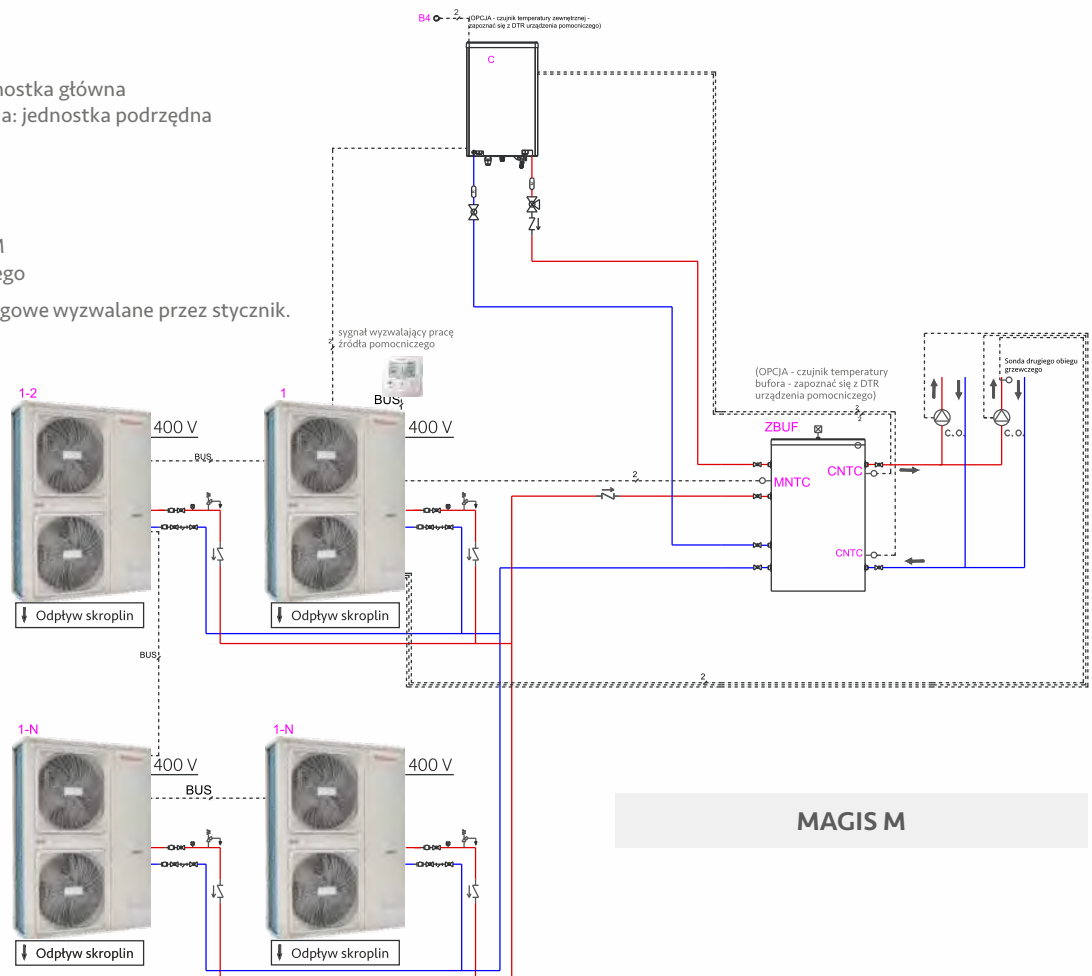 B4
2
(OPCJA - czujnik temperatury zewnętrznej -
zapoznać się z DTR urządzenia pomocniczego)
C
nostka główna
a: jednostka podrzędna
M
ego
gowe wyzwalane przez stycznik.
2
sygnał wyzwalający pracę
źródła pomocniczego
BUS
Sonda drugiego obiegu
grzewczego
(OPCJA - czujnik temperatury
bufora - zapoznać się z DTR
urządzenia pomocniczego)
2
2
1-2
1
400 V
400 V
BUS
ZBUF
C.O.
C.O.
CNTC
MNTC
2
CNTC
Odpływ skroplin
Odpływ skroplin
BUS
2
1-N
1-N
400 V
400 V
BUS
MAGIS M
Odpływ skroplin
Odpływ skroplin